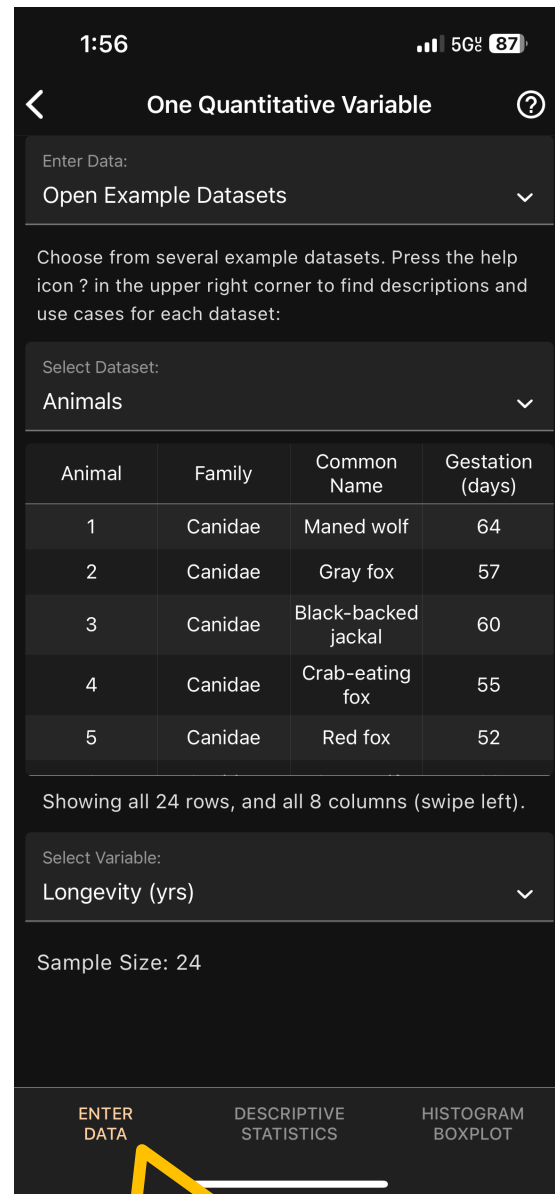 1:56
5GUC 87
One Quantitative Variable ?
Enter Data:
Open Example Datasets
Choose from several example datasets. Press the help
icon ? in the upper right corner to find descriptions and
use cases for each dataset:
Select Dataset:
Animals
Animal Family Common Name Gestation (days)
1 Canidae Maned wolf 64
2 Canidae Gray fox 57
3 Canidae Black-backed jackal 60
4 Canidae Crab-eating fox 55
5 Canidae Red fox 52
Showing all 24 rows, and all 8 columns (swipe left).
Select Variable:
Longevity (yrs)
Sample Size: 24
ENTER DATA
DESCRIPTIVE STATISTICS
HISTOGRAM BOXPLOT